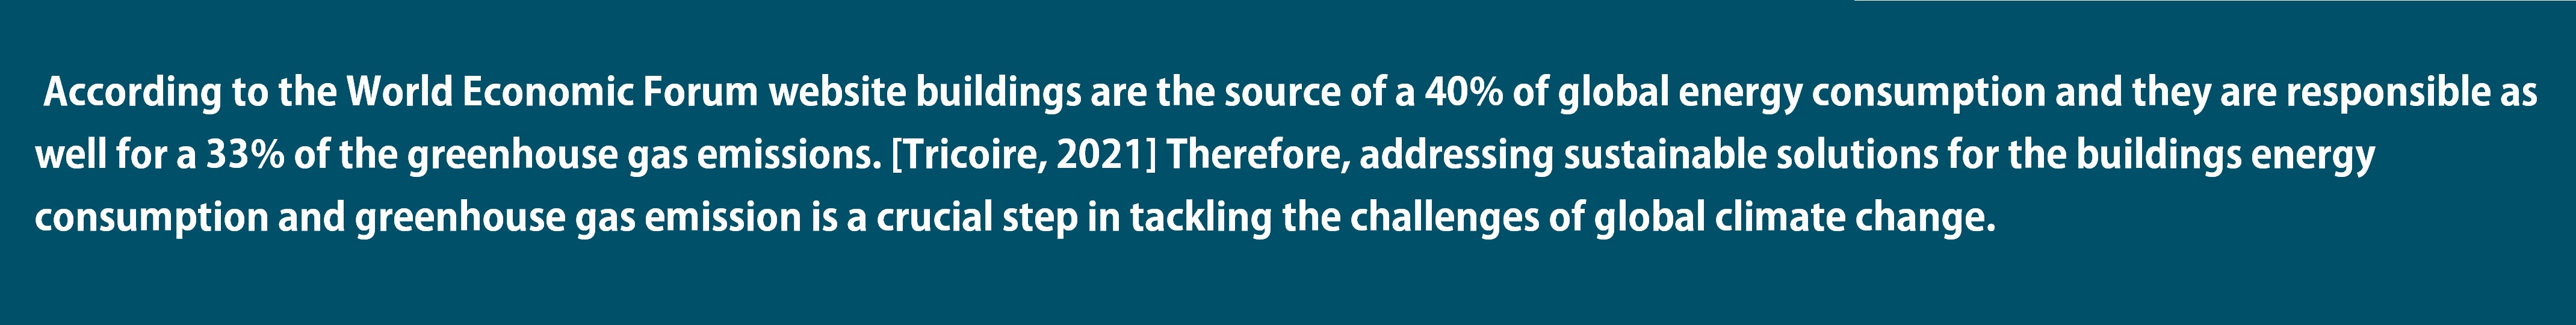 According to the World Economic Forum website buildings are the source of a 40% of global energy consumption and they are responsible as
well for a 33% of the greenhouse gas emissions. [Tricoire, 2021] Therefore, addressing sustainable solutions for the buildings energy
consumption and greenhouse gas emission is a crucial step in tackling the challenges of global climate change.